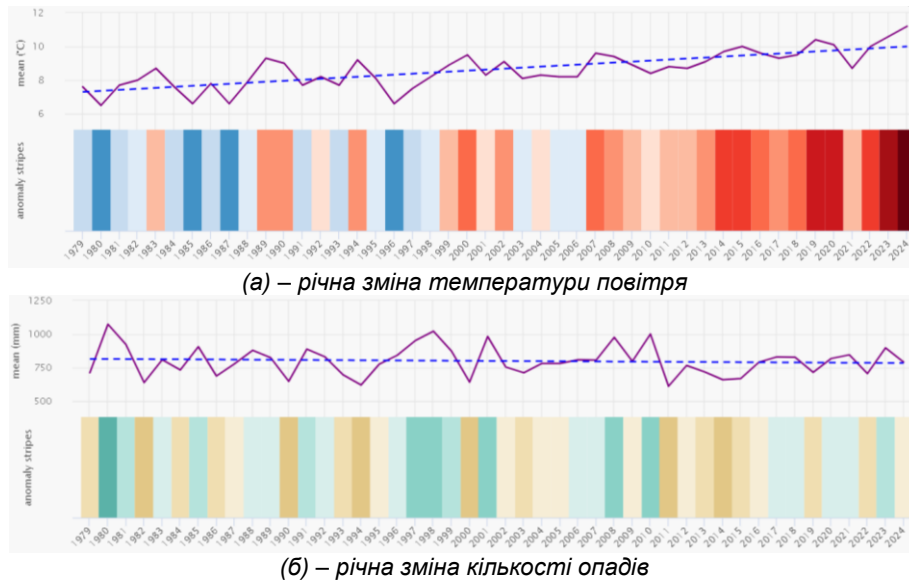 12
10
8
6
mean (°C)
anomaly stripes
1979 1980 1981 1982 1983 1984 1985 1986 1987 1988 1989 1990 1991 1992 1993 1994 1995 1996 1997 1998 1999 2000 2001 2002 2003 2004 2005 2006 2007 2008 2009 2010 2011 2012 2013 2014 2015 2016 2017 2018 2019 2020 2021 2022 2023 2024
(а) – річна зміна температури повітря
1250
1000
750
500
mean (mm)
anomaly stripes
1979 1980 1981 1982 1983 1984 1985 1986 1987 1988 1989 1990 1991 1992 1993 1994 1995 1996 1997 1998 1999 2000 2001 2002 2003 2004 2005 2006 2007 2008 2009 2010 2011 2012 2013 2014 2015 2016 2017 2018 2019 2020 2021 2022 2023 2024
(б) – річна зміна кількості опадів